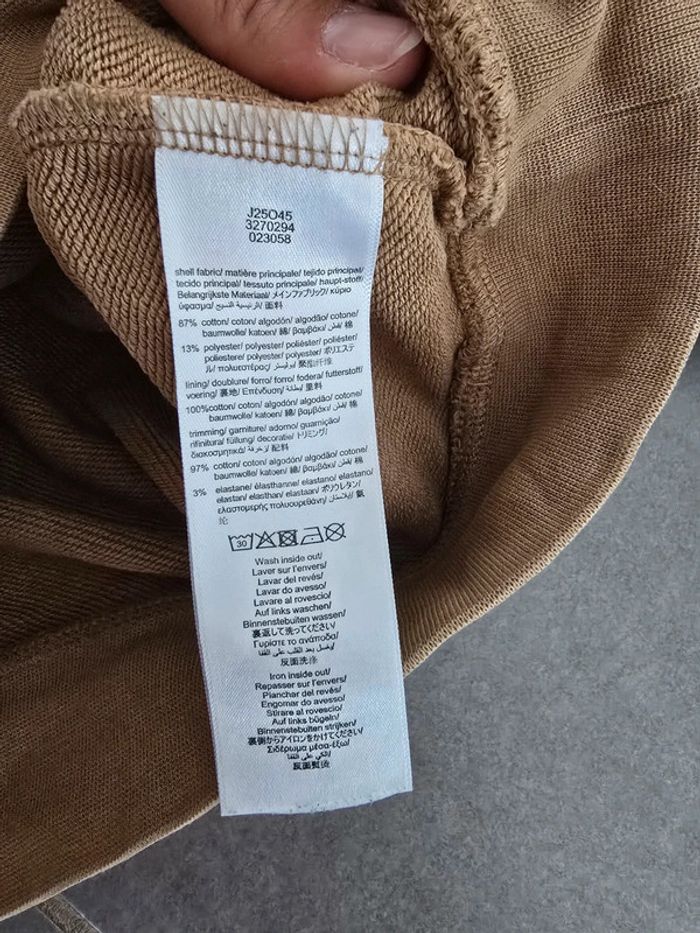 J25O45
3270294
023058
shell fabric/ matière principale/ tejido principal/
tecido principal/ tessuto principale/ haupt-stoff/
Belangrijkste Materiaal/ メインファブリック/ κύριο
ύφασμα/ النسيج الرئيسية/ 面料
87% cotton/ coton/ algodón/ algodão/ cotone/
baumwolle/ katoen/ 綿/ βαμβάκι/ قطن/ 棉
13% polyester/ polyester/ poliéster/ poliéster/
poliestere/ polyester/ polyester/ ポリエステ
ル/ πολυεστέρας/ بوليستر/ 聚酯纤维
lining/ doublure/ forro/ forro/ fodera/ futterstoff/
voering/ 裏地/ Επένδυση/ بطانة/ 里料
100%cotton/ coton/ algodón/ algodão/ cotone/
baumwolle/ katoen/ 綿/ βαμβάκι/ قطن/ 棉
trimming/ garniture/ adorno/ guarnição/
rifinitura/ füllung/ decoratie/ トリミング/
διακοσμητικά/ زخرفة/ 配料
97% cotton/ coton/ algodón/ algodão/ cotone/
baumwolle/ katoen/ 綿/ βαμβάκι/ قطن/ 棉
3% elastane/ élasthanne/ elastano/ elastano/
elastan/ elasthan/ elastaan/ ポリウレタン/
ελαστομερής πολυουρεθάνη/ إيلاستان/ 氨
纶
30
Wash inside out/
Laver sur l'envers/
Lavar del revés/
Lavar do avesso/
Lavare al rovescio/
Auf links waschen/
Binnenstebuiten wassen/
裏返して洗ってください/
Γυρίστε το ανάποδα/
يغسل بعد القلب على القفا/
反面洗涤
Iron inside out/
Repasser sur l'envers/
Planchar del revés/
Engomar do avesso/
Stirare al rovescio/
Auf links bügeln/
Binnenstebuiten strijken/
裏側からアイロンをかけてください/
Σιδέρωμα μέσα-έξω/
الكي على القفا/
反面熨烫